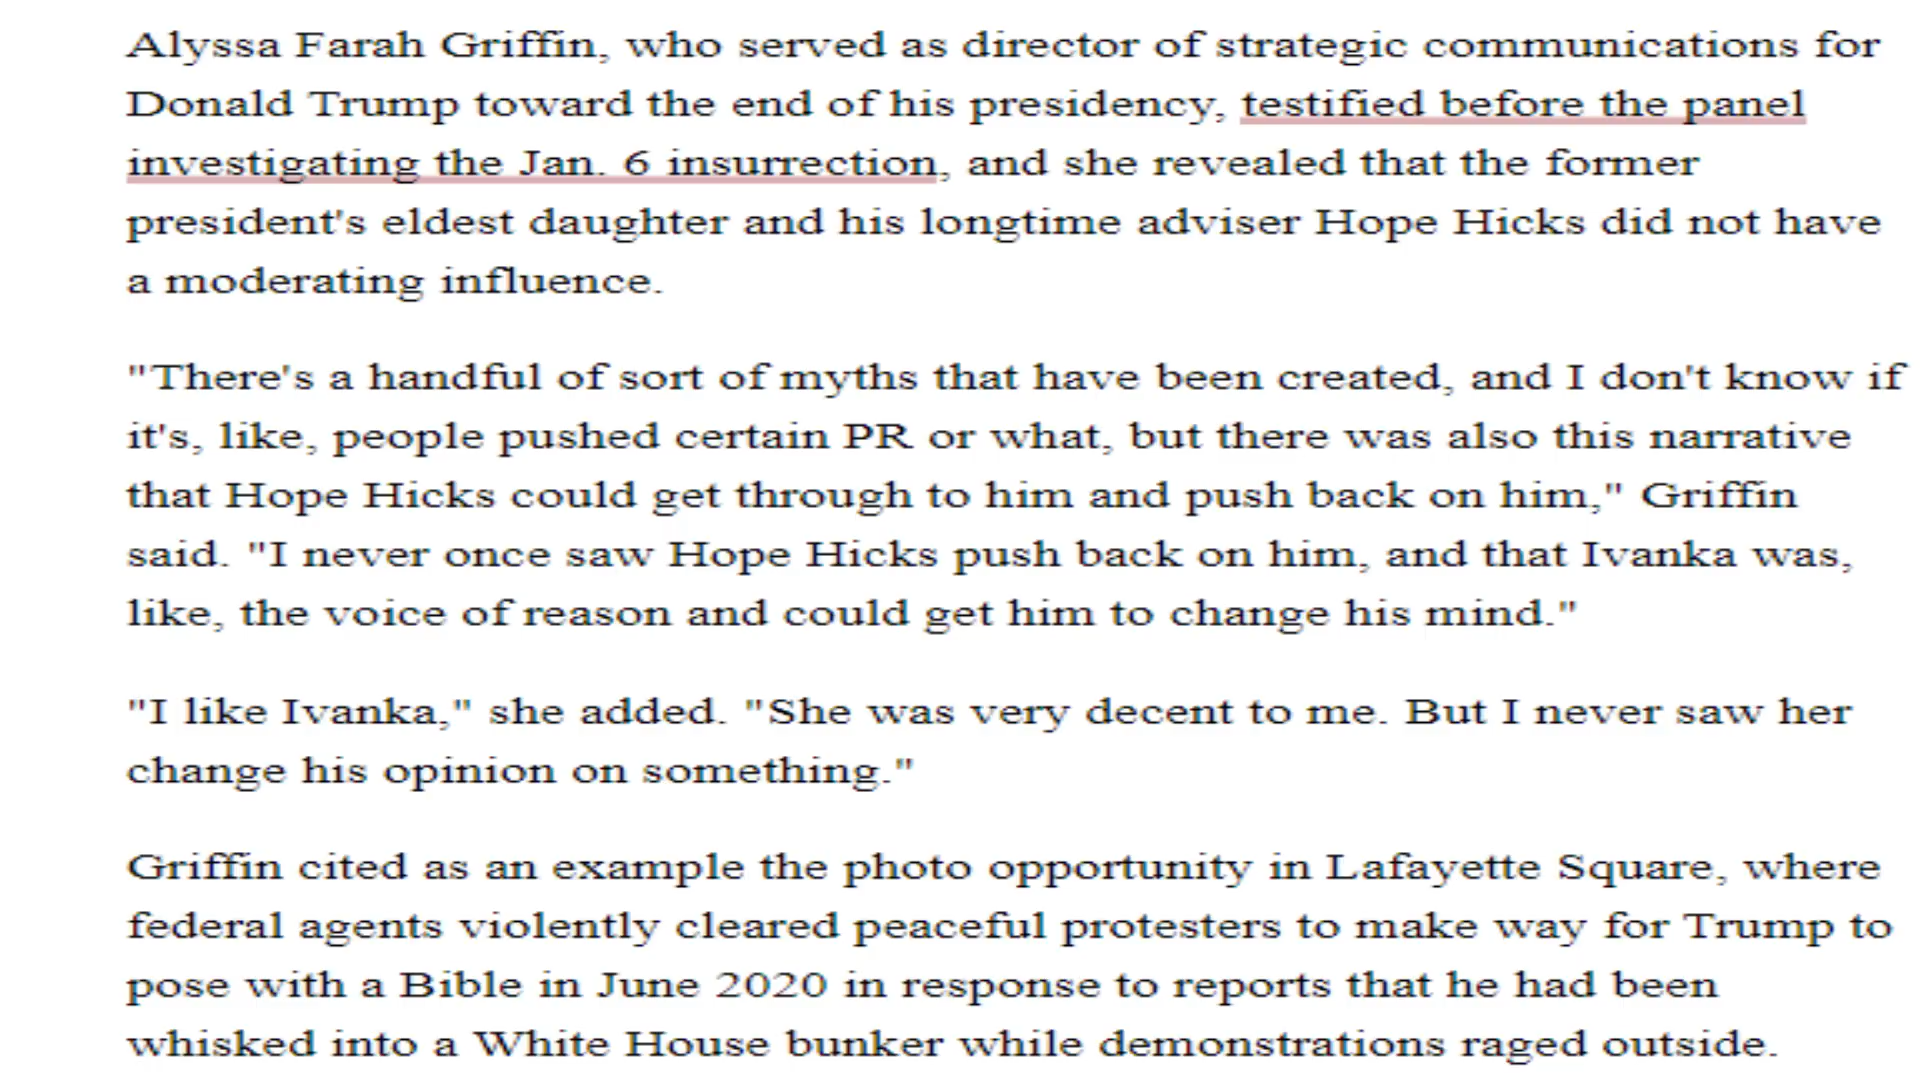 Alyssa Farah Griffin, who served as director of strategic communications for
Donald Trump toward the end of his presidency, testified before the panel
investigating the Jan. 6 insurrection, and she revealed that the former
president's eldest daughter and his longtime adviser Hope Hicks did not have
a moderating influence.
"There's a handful of sort of myths that have been created, and I don't know if
it's, like, people pushed certain PR or what, but there was also this narrative
that Hope Hicks could get through to him and push back on him," Griffin
said. "I never once saw Hope Hicks push back on him, and that Ivanka was,
like, the voice of reason and could get him to change his mind."
"I like Ivanka," she added. "She was very decent to me. But I never saw her
change his opinion on something."
Griffin cited as an example the photo opportunity in Lafayette Square, where
federal agents violently cleared peaceful protesters to make way for Trump to
pose with a Bible in June 2020 in response to reports that he had been
whisked into a White House bunker while demonstrations raged outside.